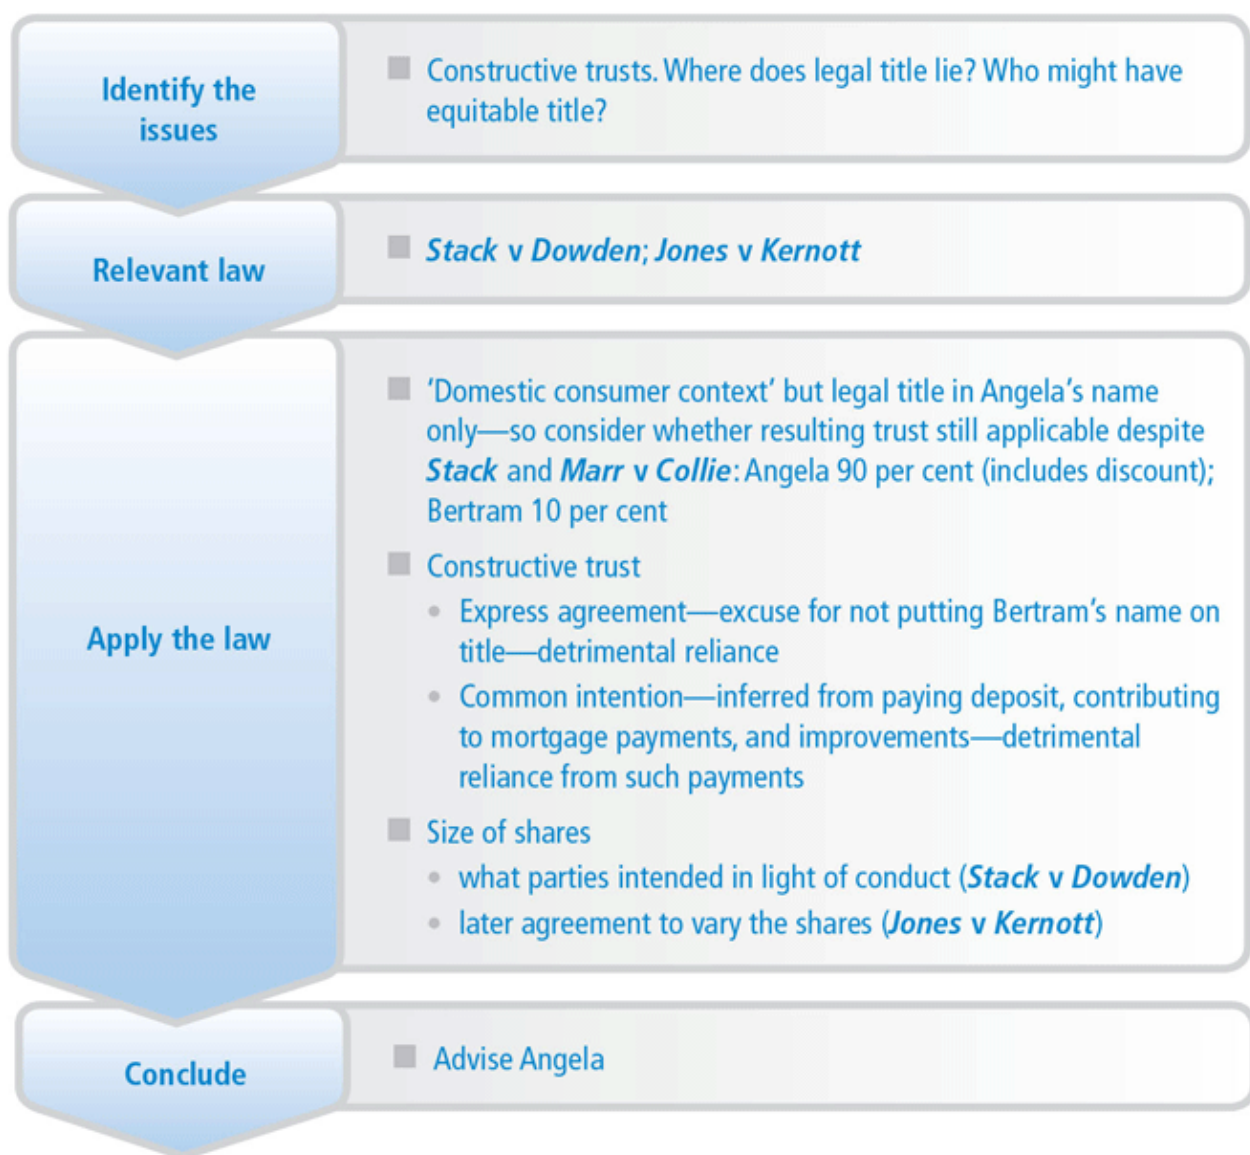 Identify the
issues
■ Constructive trusts. Where does legal title lie? Who might have
equitable title?
Relevant law
■ Stack v Dowden; Jones v Kernott
Apply the law
■ ‘Domestic consumer context’ but legal title in Angela’s name
only—so consider whether resulting trust still applicable despite
Stack and Marr v Collie: Angela 90 per cent (includes discount);
Bertram 10 per cent
■ Constructive trust
• Express agreement—excuse for not putting Bertram’s name on
title—detrimental reliance
• Common intention—inferred from paying deposit, contributing
to mortgage payments, and improvements—detrimental
reliance from such payments
■ Size of shares
• what parties intended in light of conduct (Stack v Dowden)
• later agreement to vary the shares (Jones v Kernott)
Conclude
■ Advise Angela